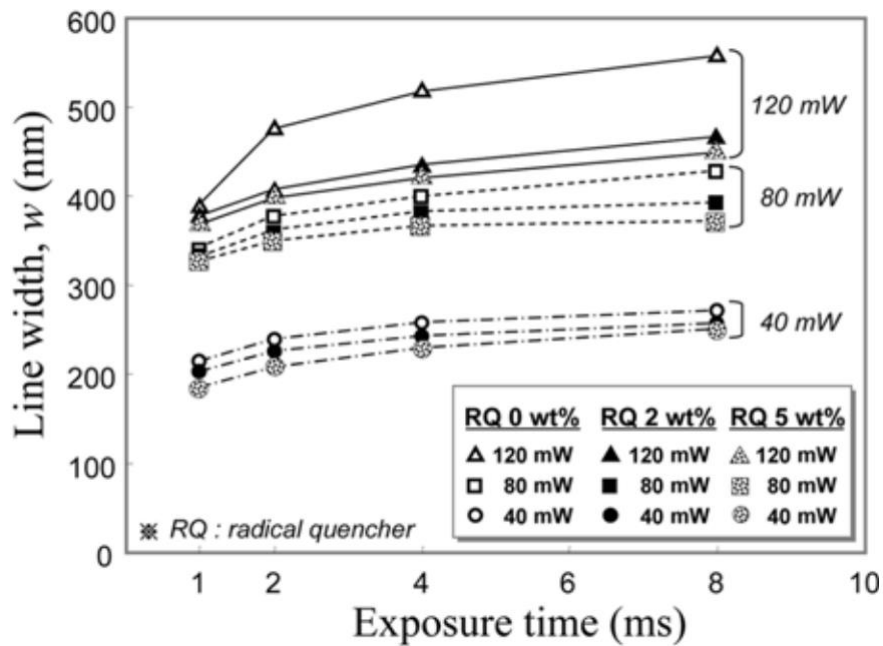 600
500
400
300
200
100
0
Line width, w (nm)
120 mW
80 mW
40 mW
RQ 0 wt% RQ 2 wt% RQ 5 wt%
120 mW 120 mW 120 mW
80 mW 80 mW 80 mW
40 mW 40 mW 40 mW
※ RQ : radical quencher
1 2 4 6 8 10
Exposure time (ms)